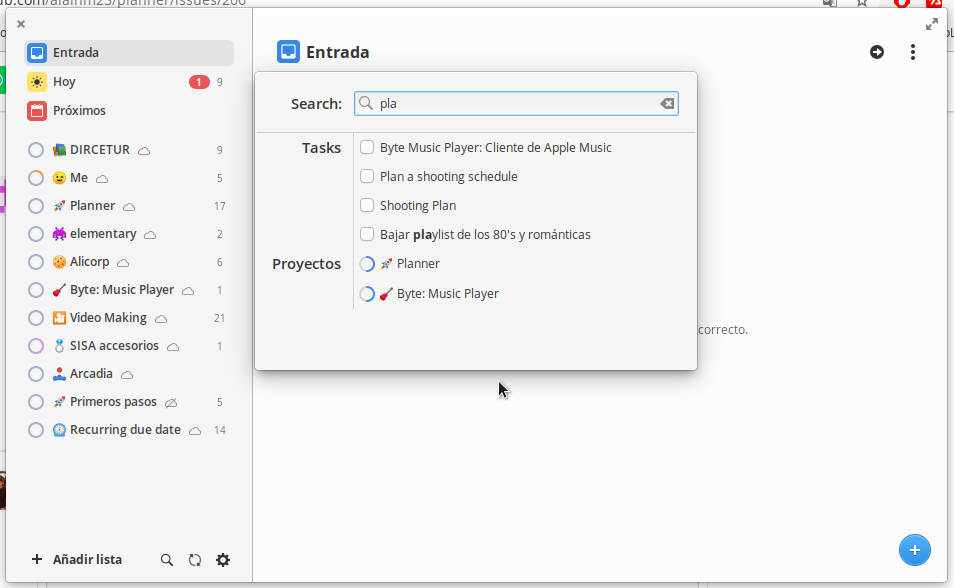 ub.com/alainm23/planner/issues/200
Entrada
Hoy 1 9
Próximos
DIRCETUR 9
Me 5
Planner 17
elementary 2
Alicorp 6
Byte: Music Player 1
Video Making 21
SISA accesorios 1
Arcadia
Primeros pasos 5
Recurring due date 14
Añadir lista
Entrada
Search: pla
Tasks
Byte Music Player: Cliente de Apple Music
Plan a shooting schedule
Shooting Plan
Bajar playlist de los 80's y románticas
Proyectos
Planner
Byte: Music Player
correcto.